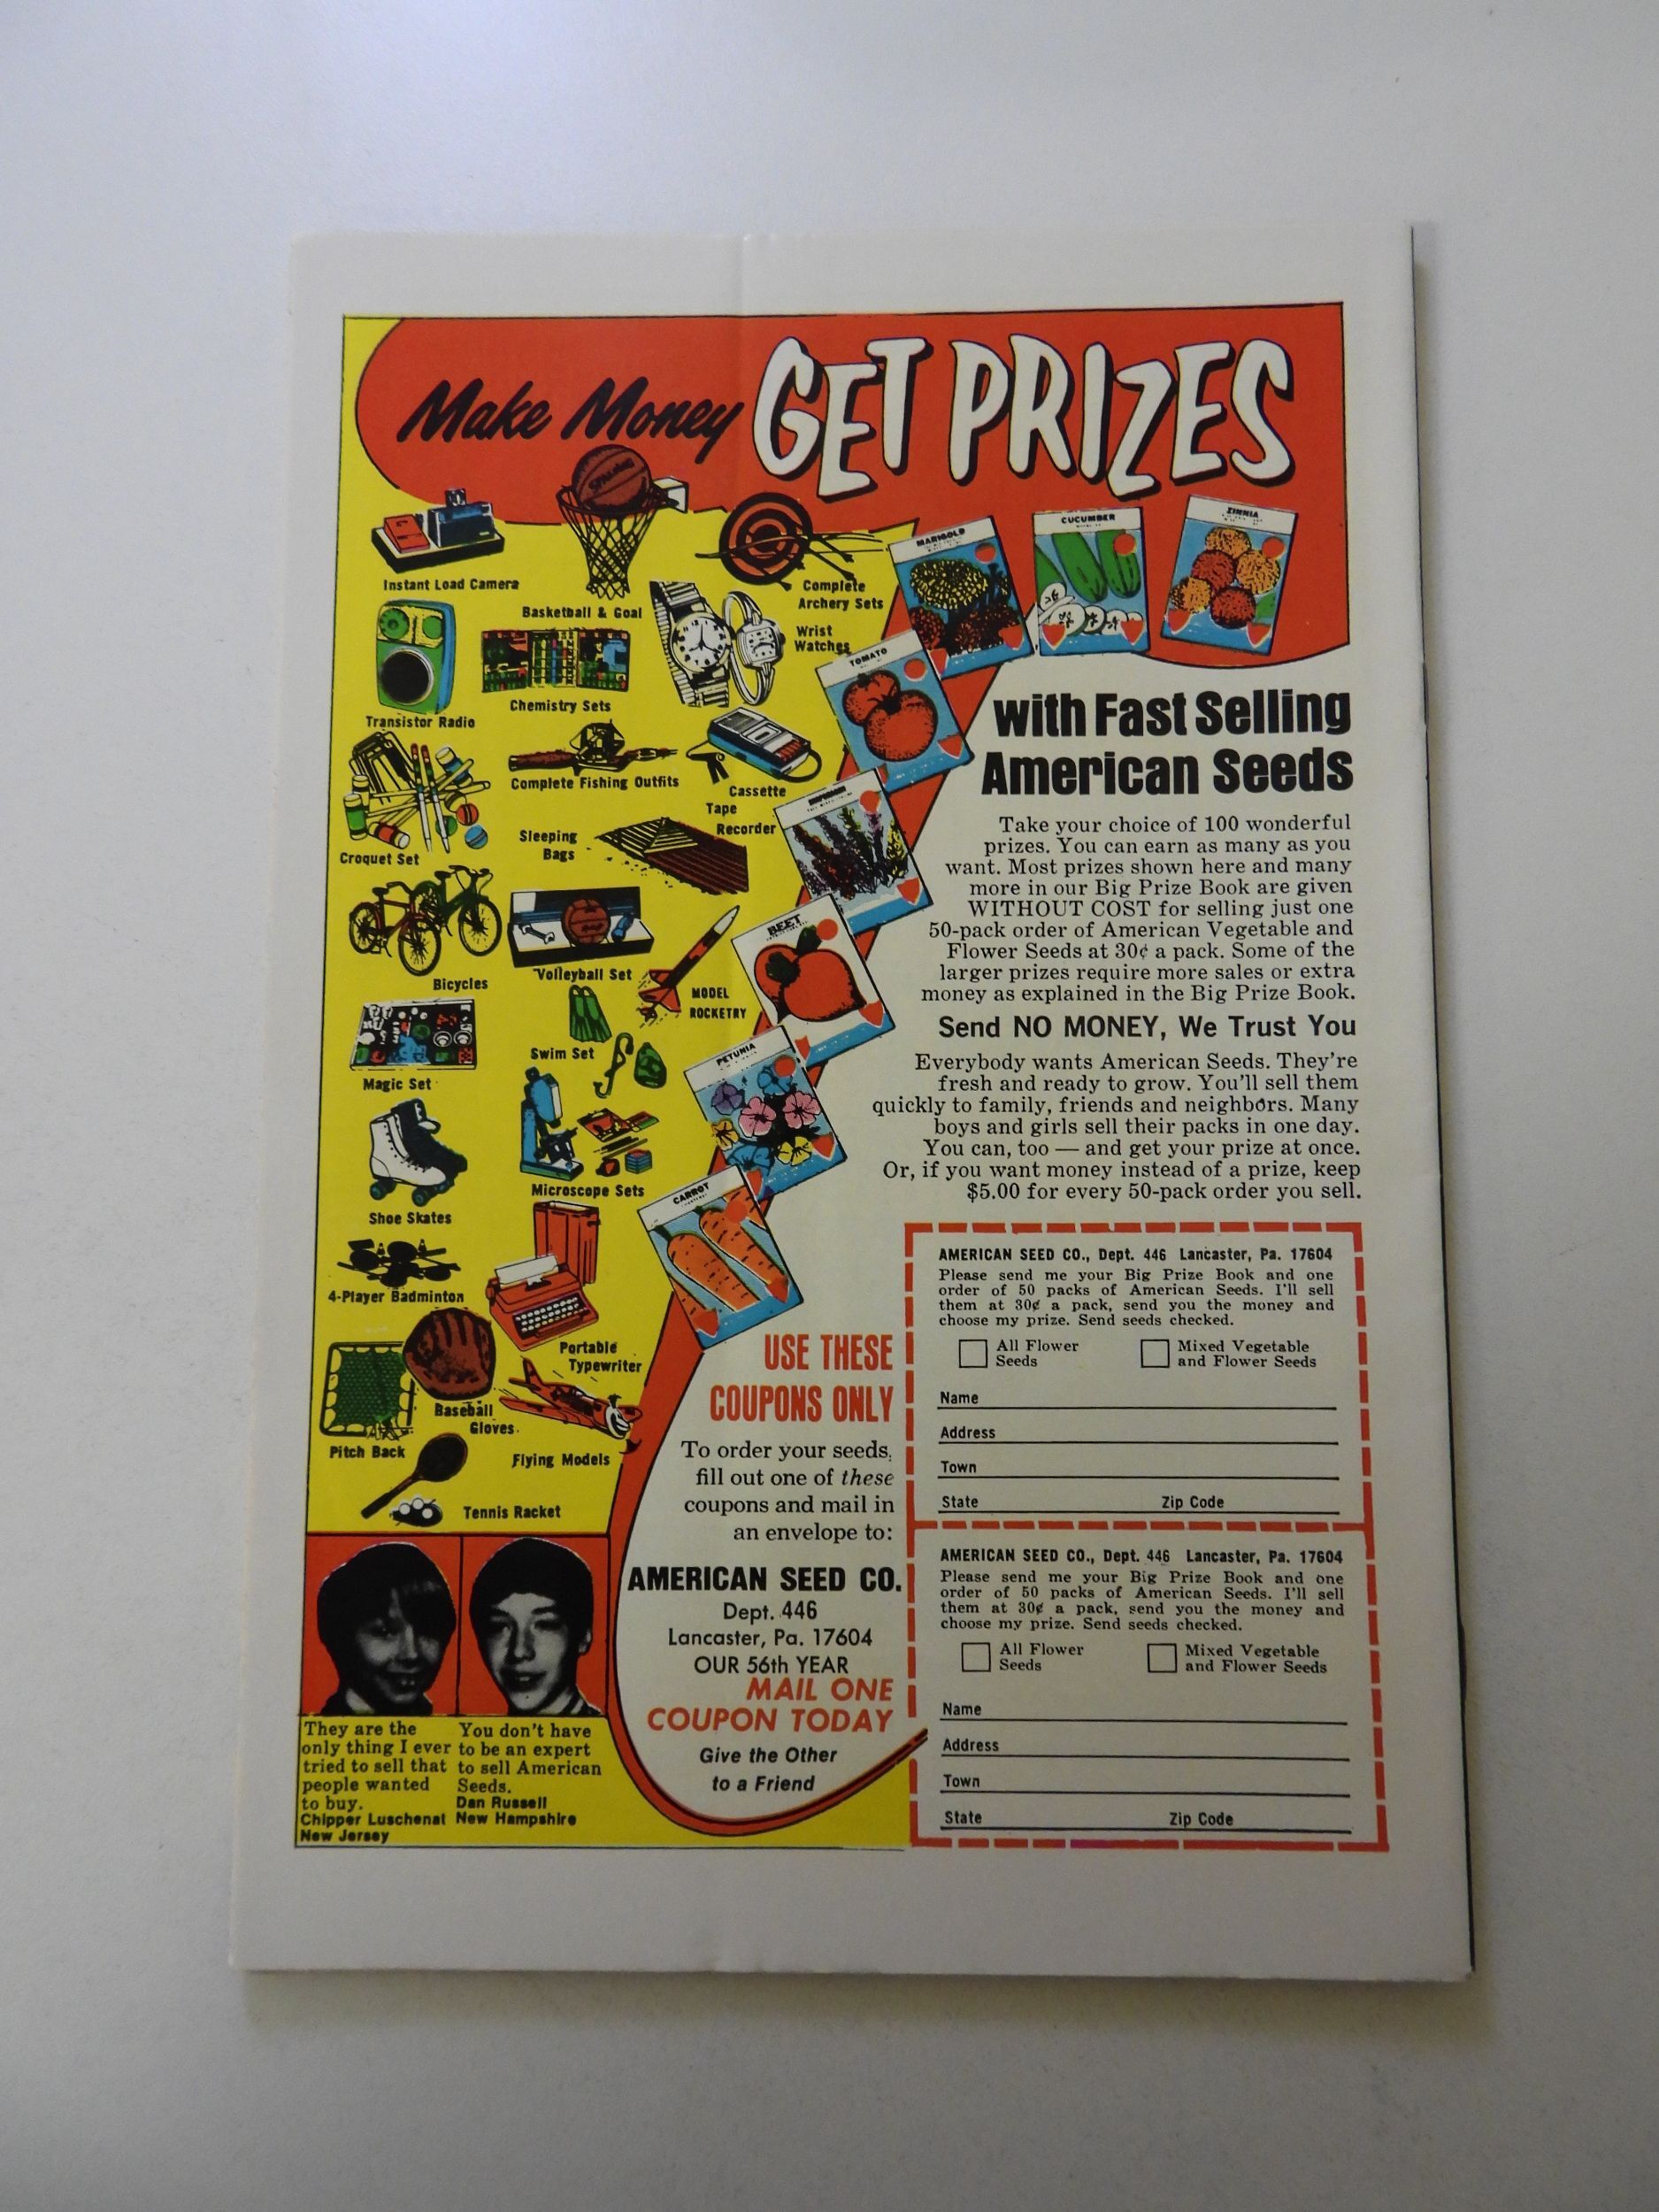 Make Money GET PRIZES
SPALDING
Instant Load Camera
Basketball & Goal
Complete
Archery Sets
Wrist
Watches
Transistor Radio
Chemistry Sets
Complete Fishing Outfits
Cassette
Tape
Recorder
Croquet Set
Sleeping
Bags
Bicycles
Volleyball Set
MODEL
ROCKETRY
Magic Set
Swim Set
Shoe Skates
Microscope Sets
4-Player Badminton
Portable
Typewriter
Baseball
Gloves
Pitch Back
Flying Models
Tennis Racket
MARIGOLD
CUCUMBER
ZINNIA
TOMATO
BEET
PETUNIA
CARROT
with Fast Selling
American Seeds
Take your choice of 100 wonderful
prizes. You can earn as many as you
want. Most prizes shown here and many
more in our Big Prize Book are given
WITHOUT COST for selling just one
50-pack order of American Vegetable and
Flower Seeds at 30¢ a pack. Some of the
larger prizes require more sales or extra
money as explained in the Big Prize Book.
Send NO MONEY, We Trust You
Everybody wants American Seeds. They're
fresh and ready to grow. You'll sell them
quickly to family, friends and neighbors. Many
boys and girls sell their packs in one day.
You can, too — and get your prize at once.
Or, if you want money instead of a prize, keep
$5.00 for every 50-pack order you sell.
USE THESE
COUPONS ONLY
To order your seeds,
fill out one of these
coupons and mail in
an envelope to:
AMERICAN SEED CO.
Dept. 446
Lancaster, Pa. 17604
OUR 56th YEAR
MAIL ONE
COUPON TODAY
Give the Other
to a Friend
They are the
only thing I ever
tried to sell that
people wanted
to buy.
Chipper Luschenat
New Jersey
You don't have
to be an expert
to sell American
Seeds.
Dan Russell
New Hampshire
AMERICAN SEED CO., Dept. 446 Lancaster, Pa. 17604
Please send me your Big Prize Book and one
order of 50 packs of American Seeds. I'll sell
them at 30¢ a pack, send you the money and
choose my prize. Send seeds checked.
All Flower
Seeds
Mixed Vegetable
and Flower Seeds
Name
Address
Town
State Zip Code
AMERICAN SEED CO., Dept. 446 Lancaster, Pa. 17604
Please send me your Big Prize Book and one
order of 50 packs of American Seeds. I'll sell
them at 30¢ a pack, send you the money and
choose my prize. Send seeds checked.
All Flower
Seeds
Mixed Vegetable
and Flower Seeds
Name
Address
Town
State Zip Code